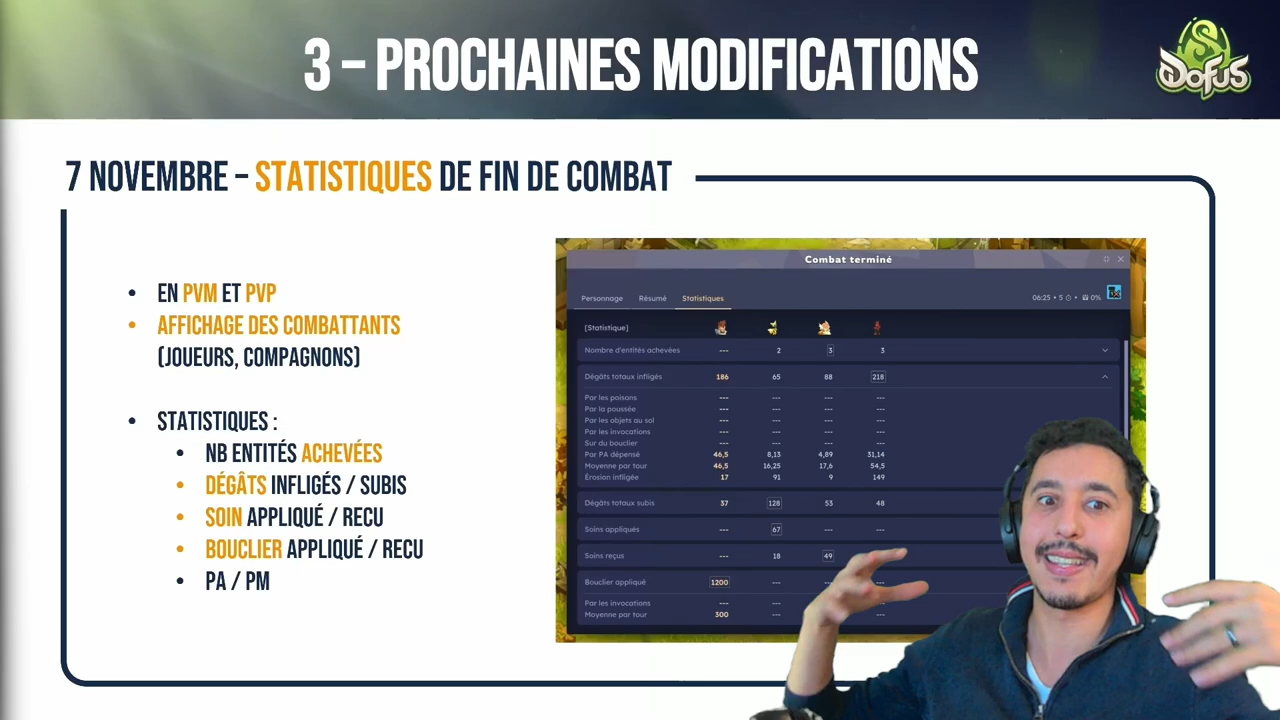 3 – PROCHAINES MODIFICATIONS
DOFUS
7 NOVEMBRE – STATISTIQUES DE FIN DE COMBAT
• EN PVM ET PVP
• AFFICHAGE DES COMBATTANTS
(JOUEURS, COMPAGNONS)
• STATISTIQUES :
• NB ENTITÉS ACHEVÉES
• DÉGÂTS INFLIGÉS / SUBIS
• SOIN APPLIQUÉ / RECU
• BOUCLIER APPLIQUÉ / RECU
• PA / PM
Combat terminé
Personnage Résumé Statistiques 06:25 • 5 • 0%
[Statistique]
Nombre d'entités achevées --- 2 3 3
Dégâts totaux infligés 186 65 88 218
Par les poisons --- --- --- ---
Par la poussée --- --- --- ---
Par les objets au sol --- --- --- ---
Par les invocations --- --- --- ---
Sur du bouclier --- --- --- ---
Par PA dépensé 46,5 8,13 4,89 31,14
Moyenne par tour 46,5 16,25 17,6 54,5
Érosion infligée 17 91 9 149
Dégâts totaux subis 37 128 53 48
Soins appliqués --- 67 --- ---
Soins reçus --- 18 49
Bouclier appliqué 1200 --- ---
Par les invocations --- --- ---
Moyenne par tour 300 --- ---